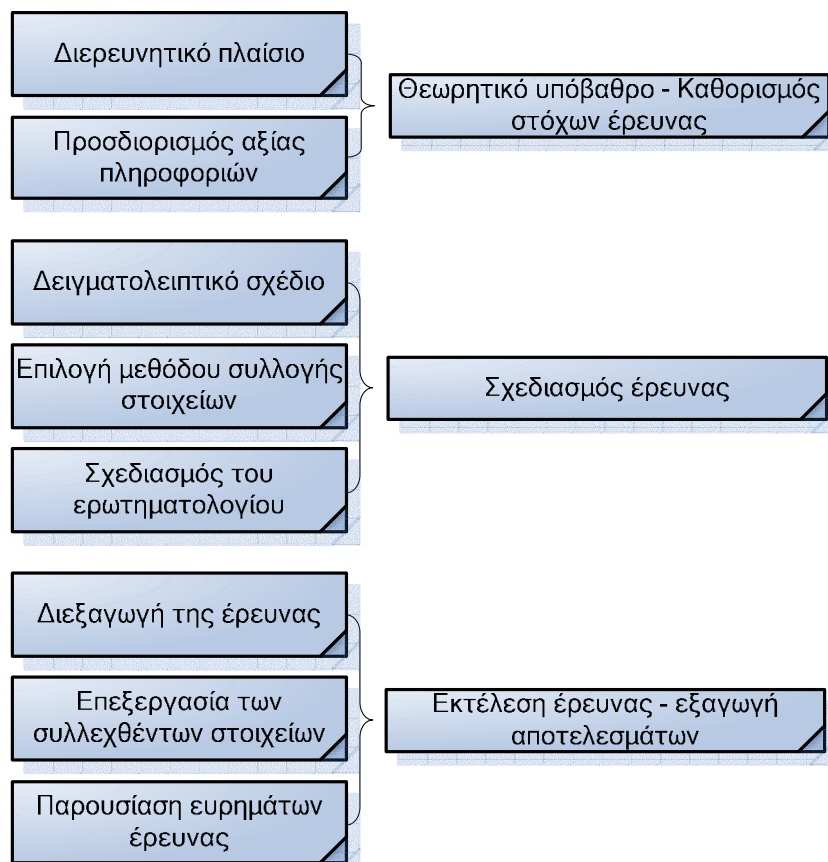 Διερευνητικό πλαίσιο
Προσδιορισμός αξίας
πληροφοριών
Θεωρητικό υπόβαθρο - Καθορισμός
στόχων έρευνας
Δειγματολειπτικό σχέδιο
Επιλογή μεθόδου συλλογής
στοιχείων
Σχεδιασμός του
ερωτηματολογίου
Σχεδιασμός έρευνας
Διεξαγωγή της έρευνας
Επεξεργασία των
συλλεχθέντων στοιχείων
Παρουσίαση ευρημάτων
έρευνας
Εκτέλεση έρευνας - εξαγωγή
αποτελεσμάτων